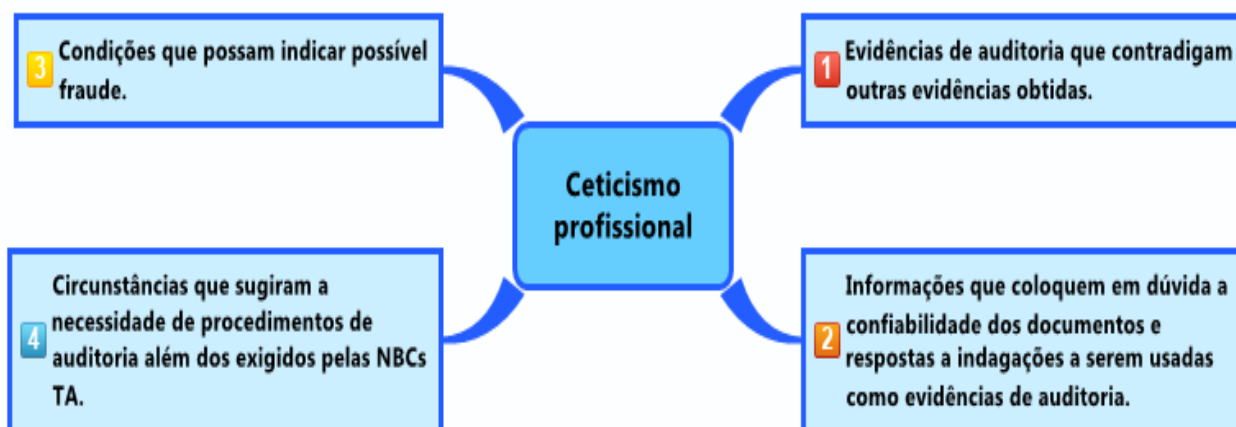 3 Condições que possam indicar possível
fraude.
1 Evidências de auditoria que contradigam
outras evidências obtidas.
Ceticismo
profissional
Circunstâncias que sugiram a
necessidade de procedimentos de
4 auditoria além dos exigidos pelas NBCs
TA.
Informações que coloquem em dúvida a
confiabilidade dos documentos e
2 respostas a indagações a serem usadas
como evidências de auditoria.